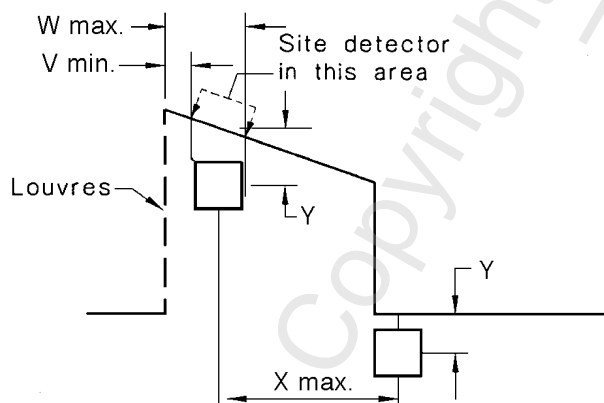 W max.
V min.
Site detector
in this area
Louvres
Y
Y
X max.
Copyright